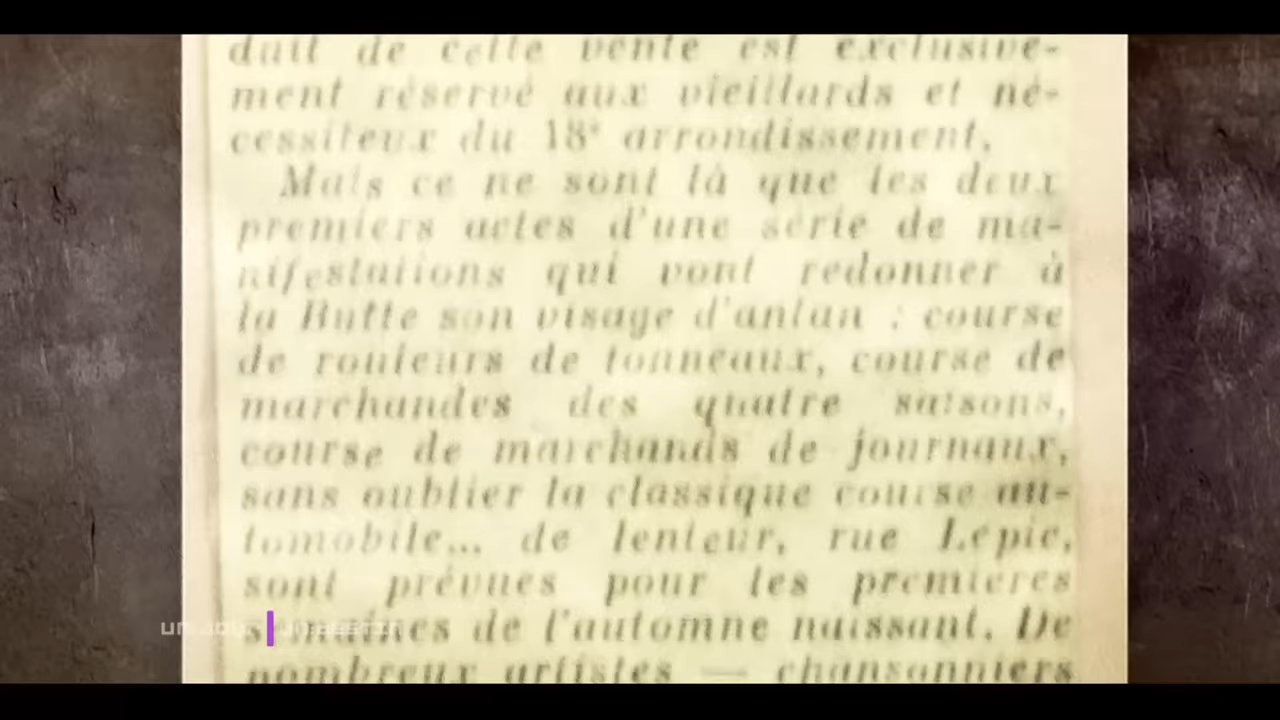 duit de cette vente est exclusive-
ment réservé aux vieillards et né-
cessiteux du 18e arrondissement.
Mais ce ne sont là que les deux
premiers actes d'une série de ma-
nifestations qui vont redonner à
la Butte son visage d'antan : course
de rouleurs de tonneaux, course de
marchandes des quatre saisons,
course de marchands de journaux,
sans oublier la classique course au-
tomobile... de lenteur, rue Lepic,
sont prévues pour les premières
semaines de l'automne naissant. De
nombreux artistes — chansonniers